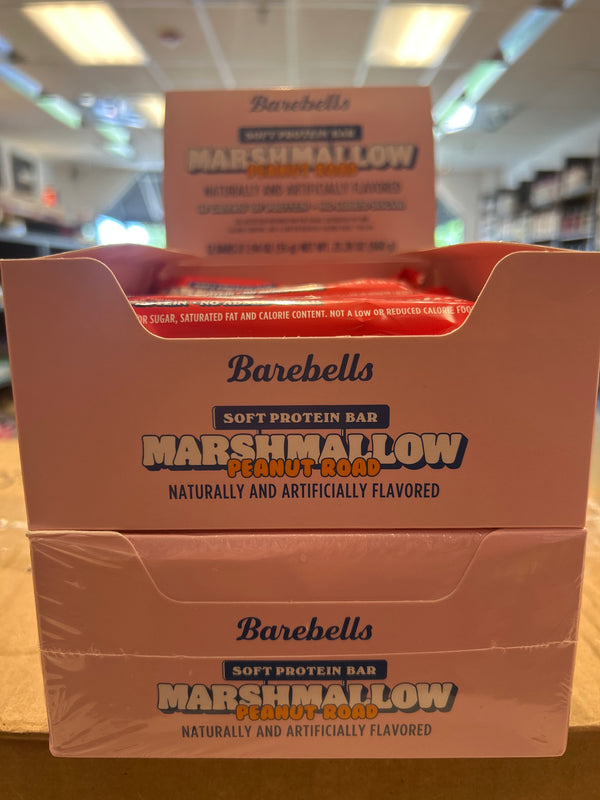 Barebells
SOFT PROTEIN BAR
MARSHMALLOW
PEANUT ROAD
NATURALLY AND ARTIFICIALLY FLAVORED
OR SUGAR, SATURATED FAT AND CALORIE CONTENT. NOT A LOW OR REDUCED CALORIE FOO
Barebells
SOFT PROTEIN BAR
MARSHMALLOW
PEANUT ROAD
NATURALLY AND ARTIFICIALLY FLAVORED
Barebells
SOFT PROTEIN BAR
MARSHMALLOW
PEANUT ROAD
NATURALLY AND ARTIFICIALLY FLAVORED